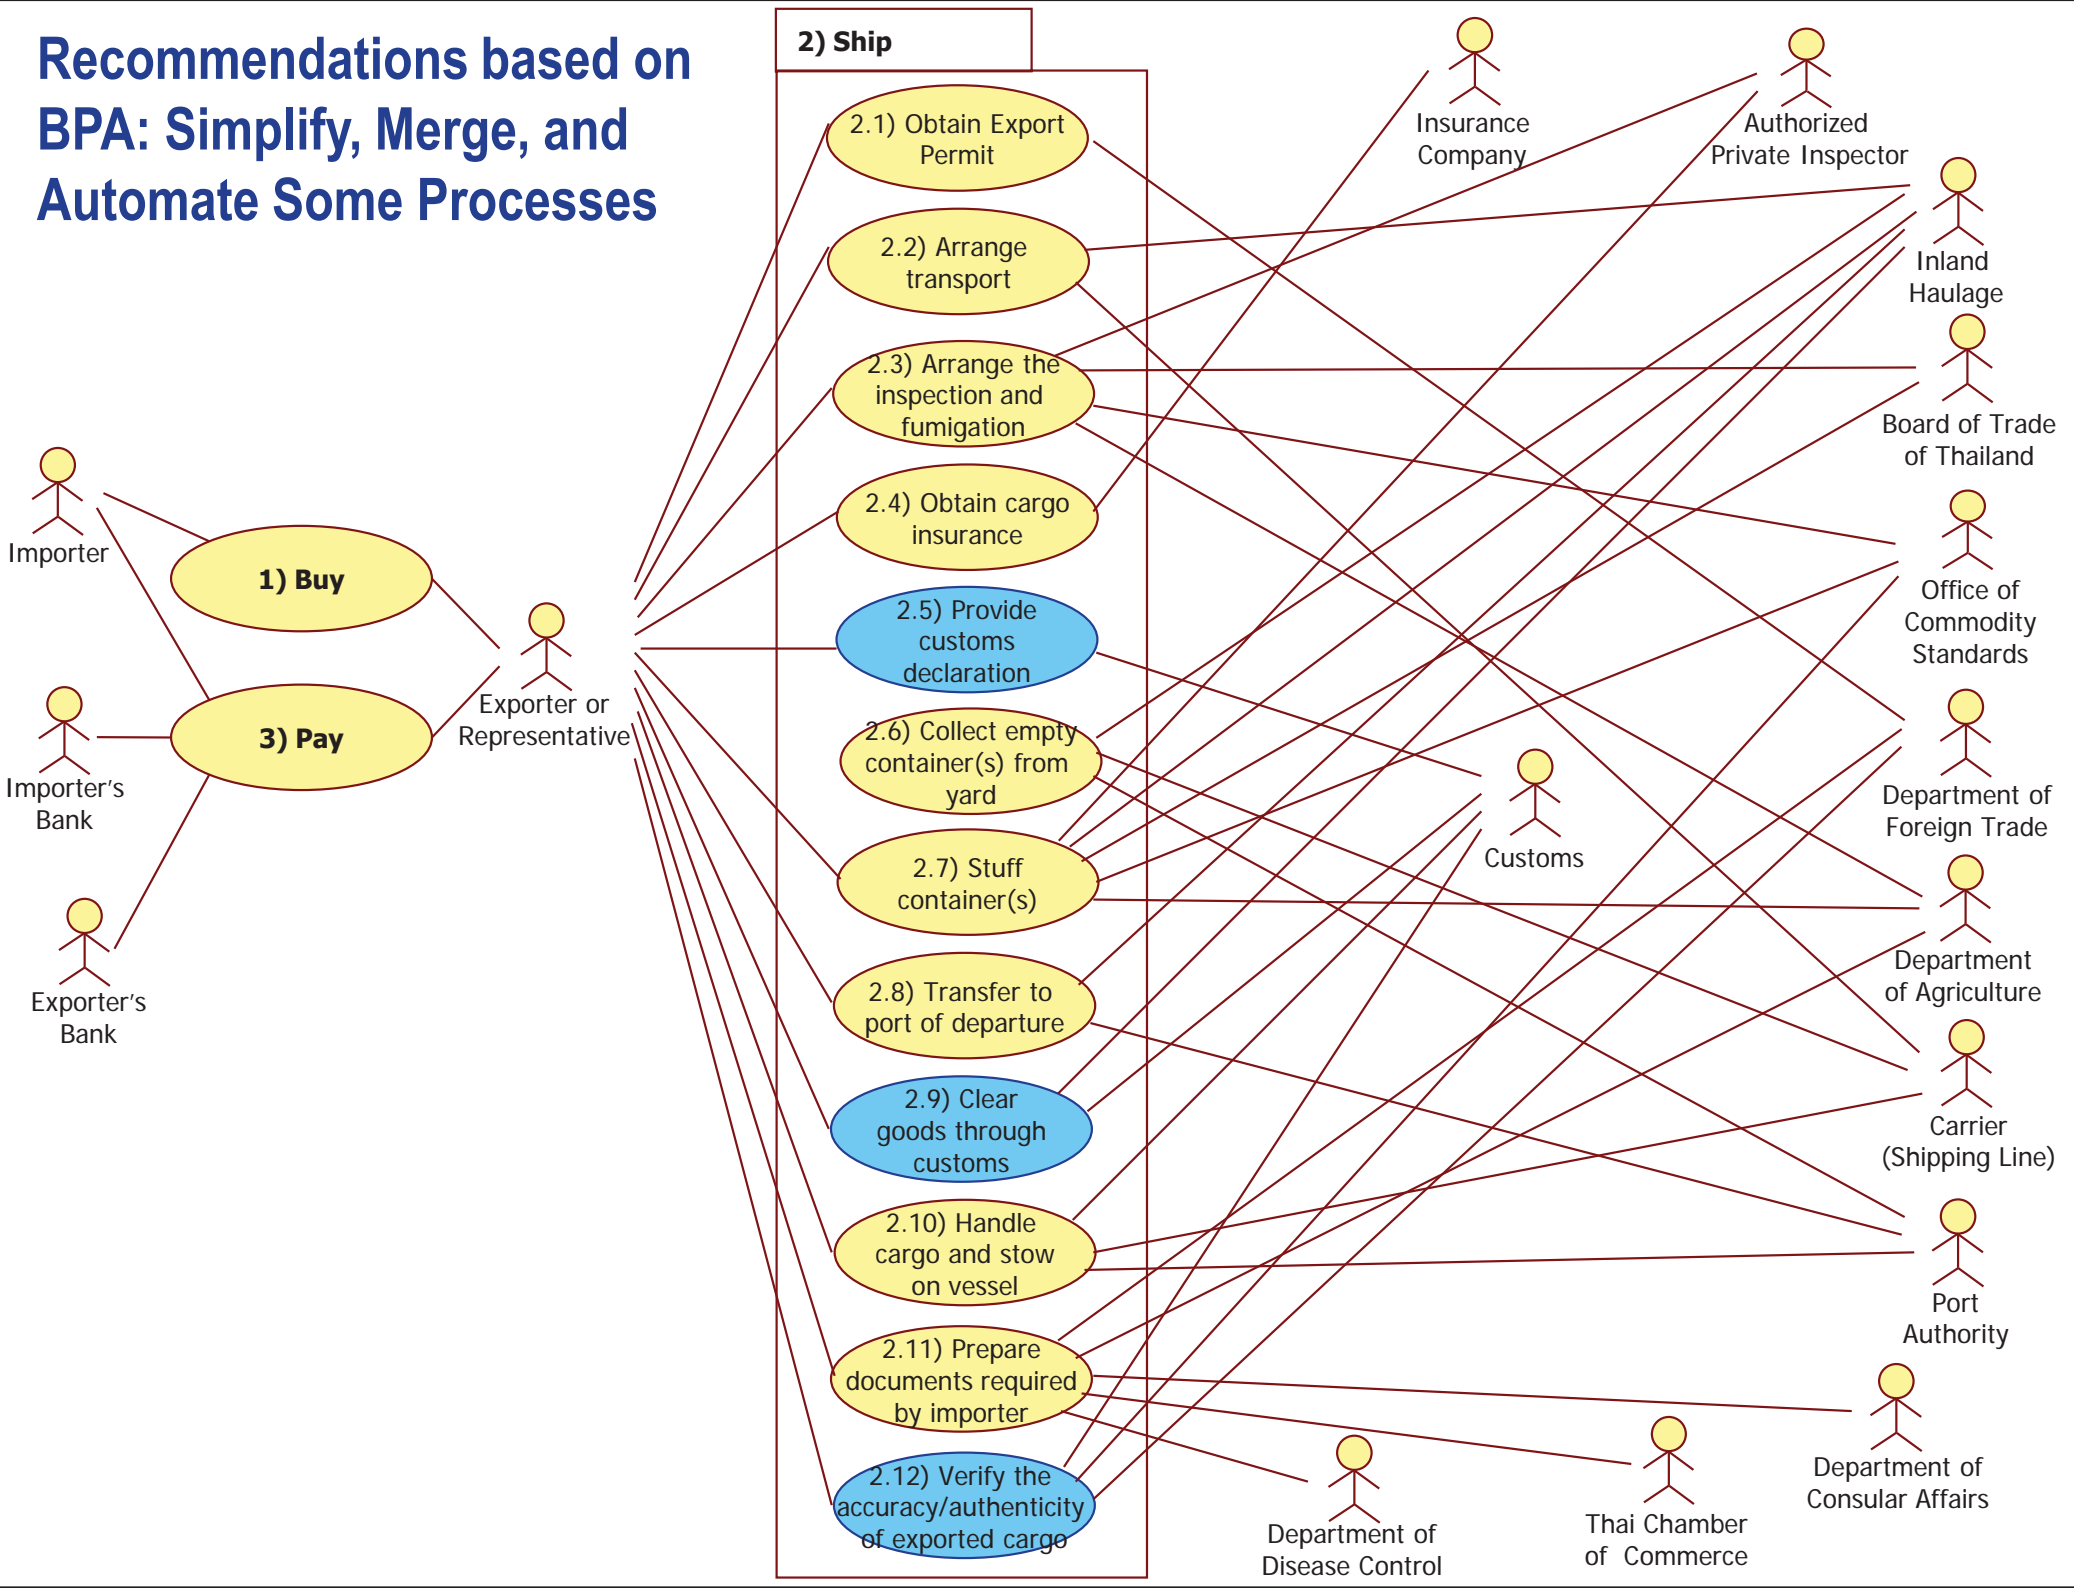 Recommendations based on
BPA: Simplify, Merge, and
Automate Some Processes
2) Ship
2.1) Obtain Export
Permit
2.2) Arrange
transport
2.3) Arrange the
inspection and
fumigation
2.4) Obtain cargo
insurance
2.5) Provide
customs
declaration
2.6) Collect empty
container(s) from
yard
2.7) Stuff
container(s)
2.8) Transfer to
port of departure
2.9) Clear
goods through
customs
2.10) Handle
cargo and stow
on vessel
2.11) Prepare
documents required
by importer
2.12) Verify the
accuracy/authenticity
of exported cargo
Importer
1) Buy
3) Pay
Importer's
Bank
Exporter's
Bank
Exporter or
Representative
Insurance
Company
Authorized
Private Inspector
Inland
Haulage
Board of Trade
of Thailand
Office of
Commodity
Standards
Department of
Foreign Trade
Customs
Department
of Agriculture
Carrier
(Shipping Line)
Port
Authority
Department of
Consular Affairs
Thai Chamber
of Commerce
Department of
Disease Control